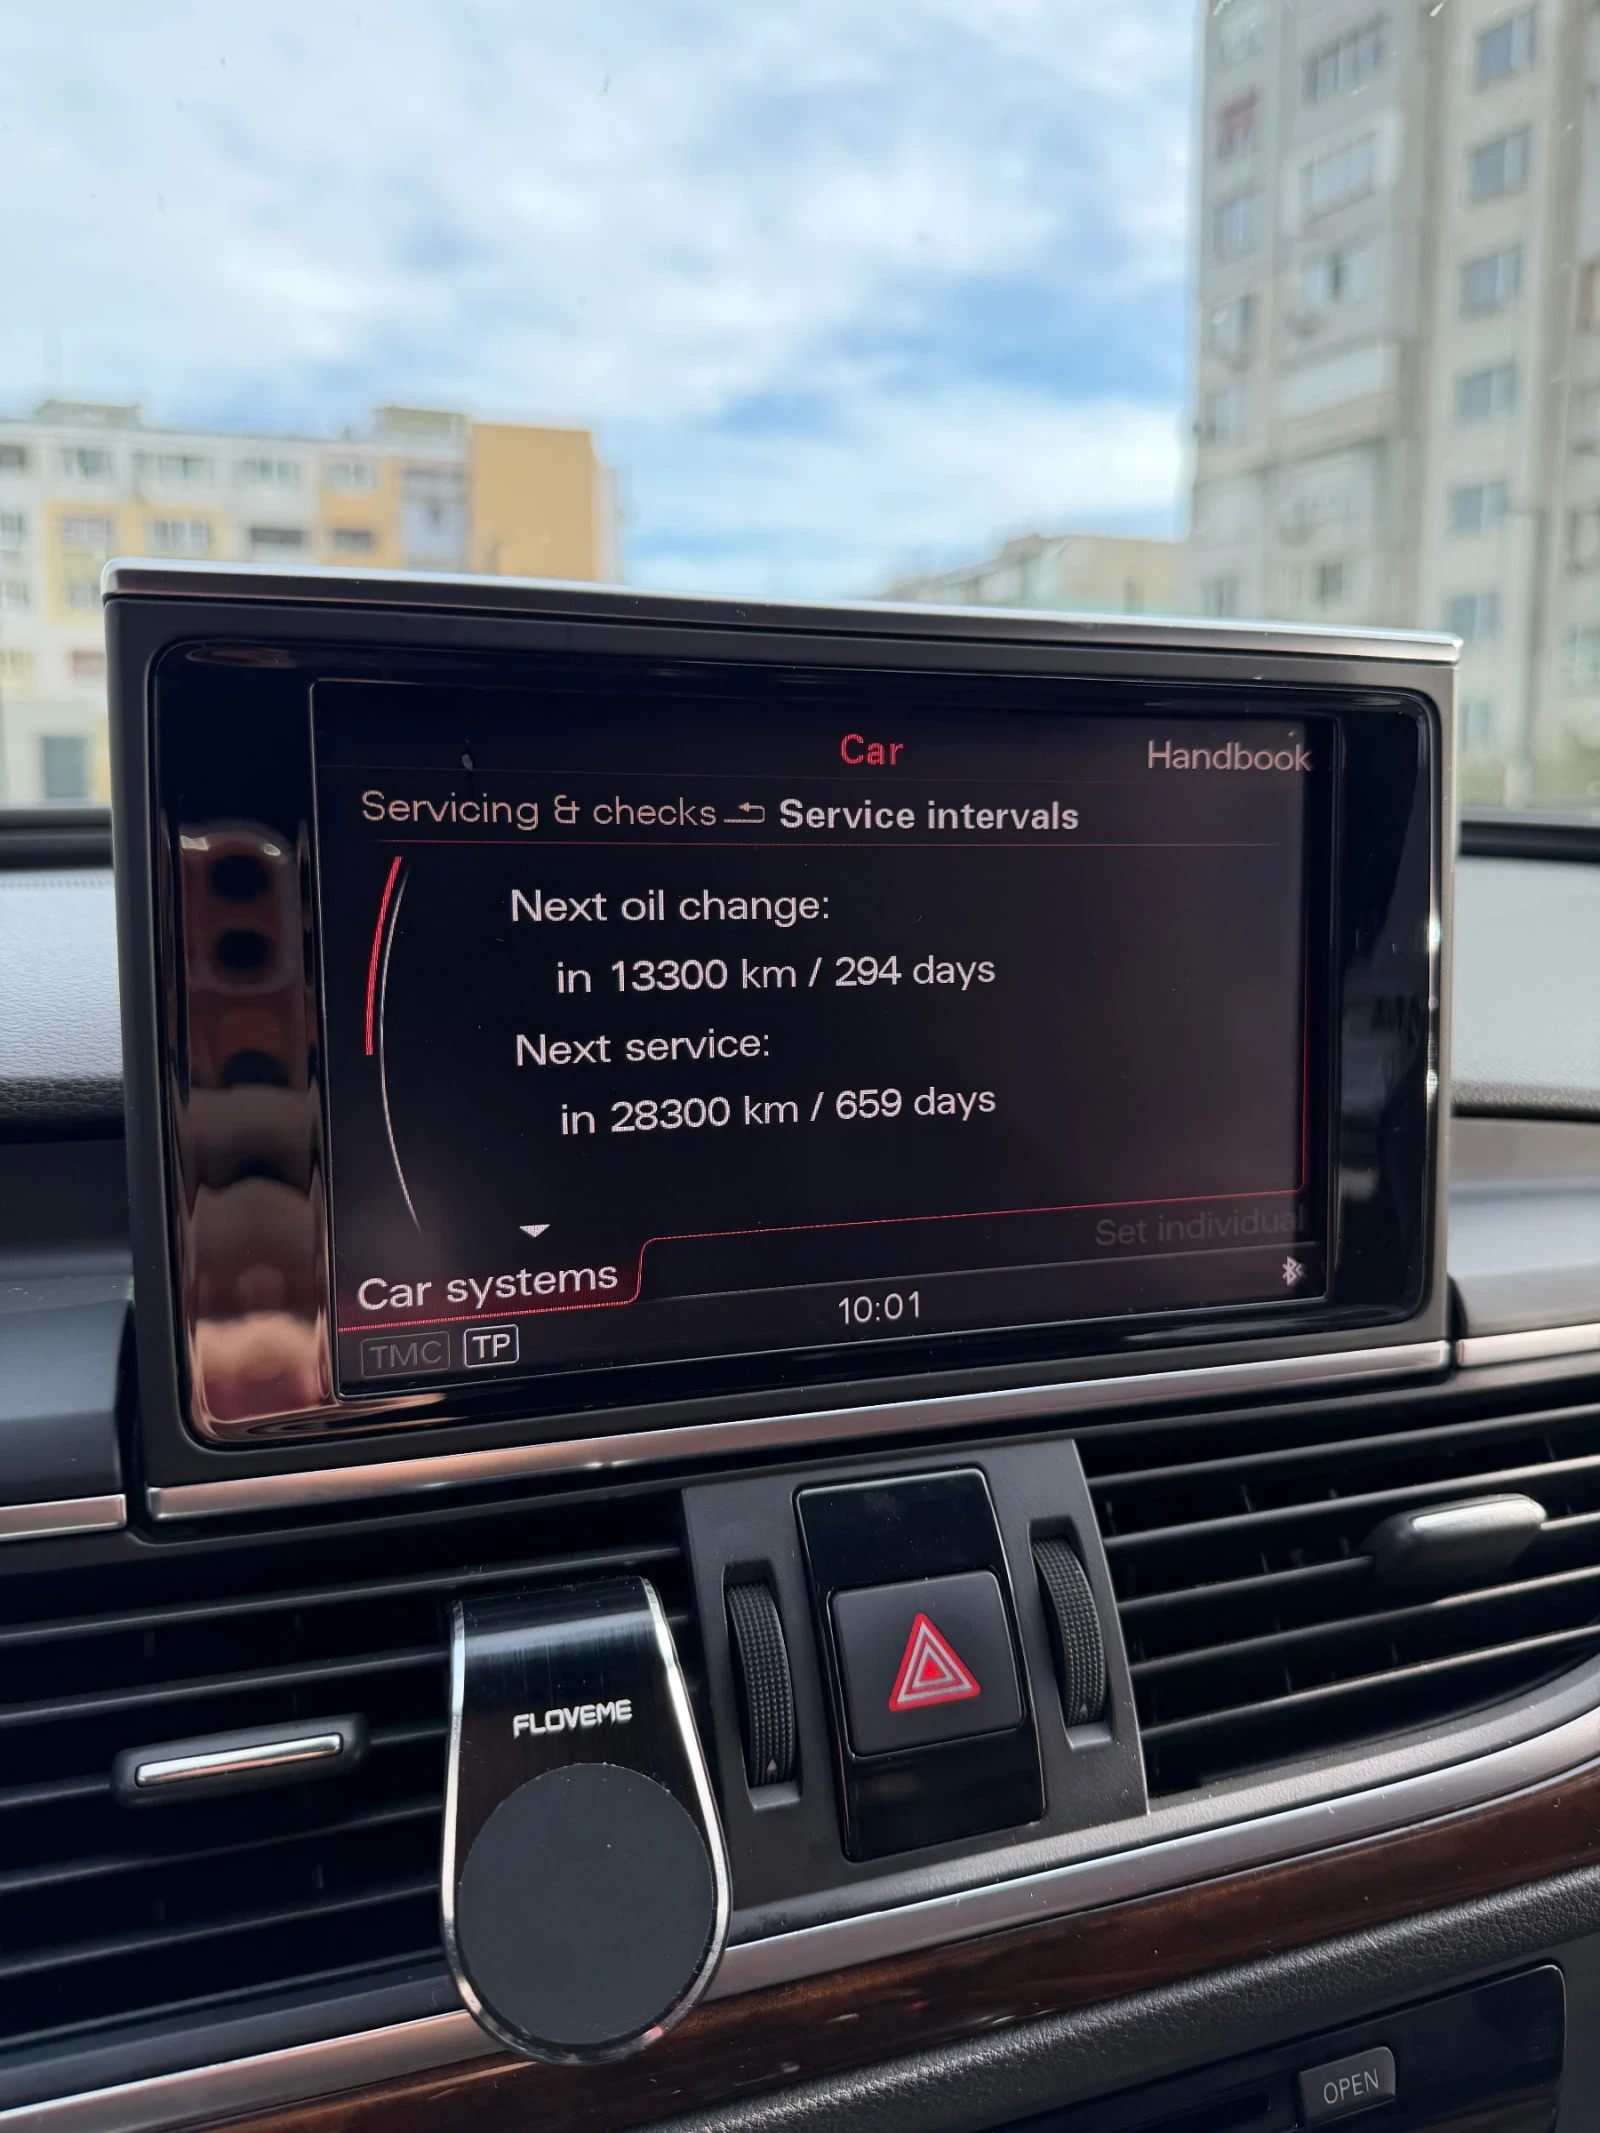 Car
Handbook
Servicing & checks Service intervals
Next oil change:
in 13300 km / 294 days
Next service:
in 28300 km / 659 days
Set individual
Car systems
10:01
TMC TP
FLOVEME
OPEN